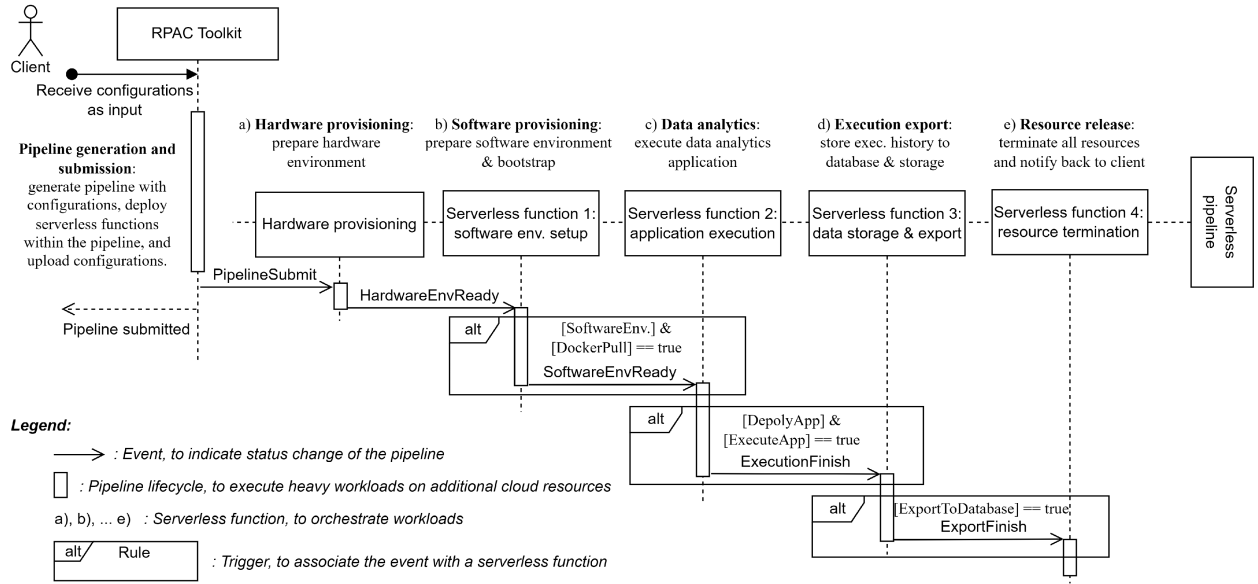 RPAC Toolkit
Client
Receive configurations
as input
Pipeline generation and
submission:
generate pipeline with
configurations, deploy
serverless functions
within the pipeline, and
upload configurations.
a) Hardware provisioning:
prepare hardware
environment
b) Software provisioning:
prepare software environment
& bootstrap
c) Data analytics:
execute data analytics
application
d) Execution export:
store exec. history to
database & storage
e) Resource release:
terminate all resources
and notify back to client
Hardware provisioning
Serverless function 1:
software env. setup
Serverless function 2:
application execution
Serverless function 3:
data storage & export
Serverless function 4:
resource termination
Serverless
pipeline
PipelineSubmit
HardwareEnvReady
Pipeline submitted
alt
[SoftwareEnv.] &
[DockerPull] == true
SoftwareEnvReady
alt
[DepolyApp] &
[ExecuteApp] == true
ExecutionFinish
alt
[ExportToDatabase] == true
ExportFinish
Legend:
: Event, to indicate status change of the pipeline
: Pipeline lifecycle, to execute heavy workloads on additional cloud resources
a), b), ... e) : Serverless function, to orchestrate workloads
alt Rule
: Trigger, to associate the event with a serverless function